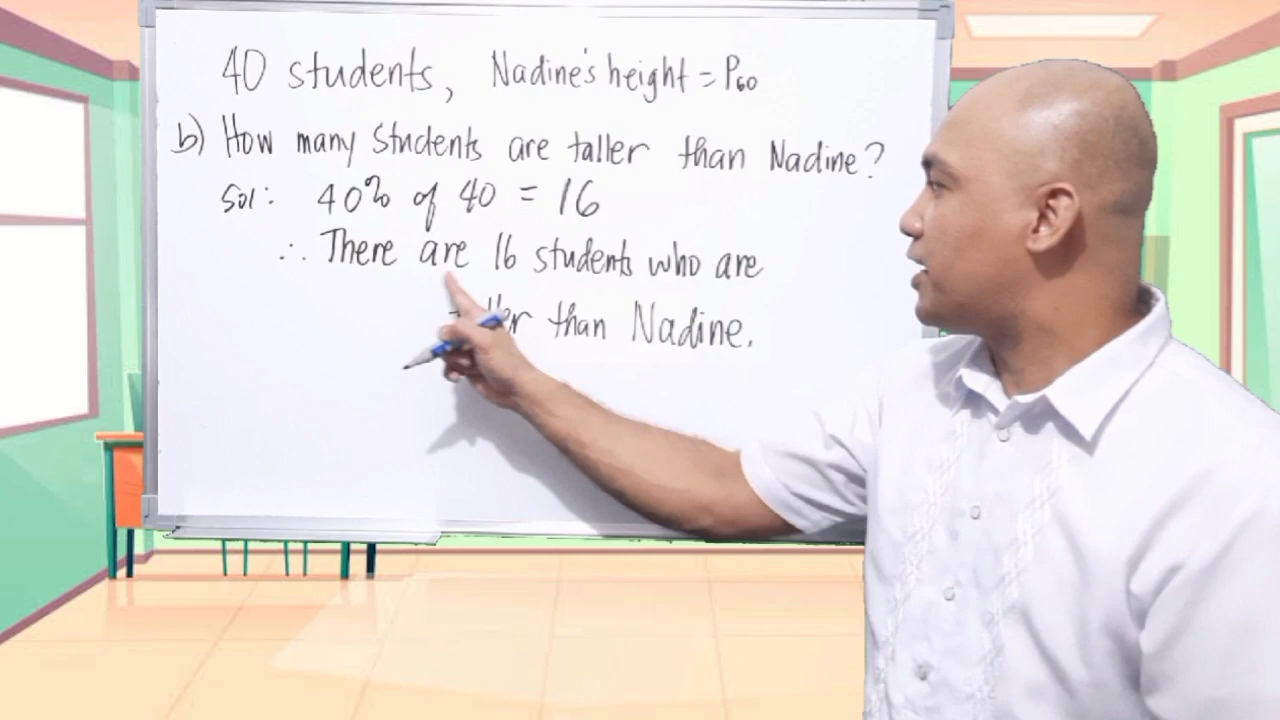 40 students, Nadine's height = P₆₀
b) How many students are taller than Nadine?
Sol: 40% of 40 = 16
∴ There are 16 students who are
than Nadine.